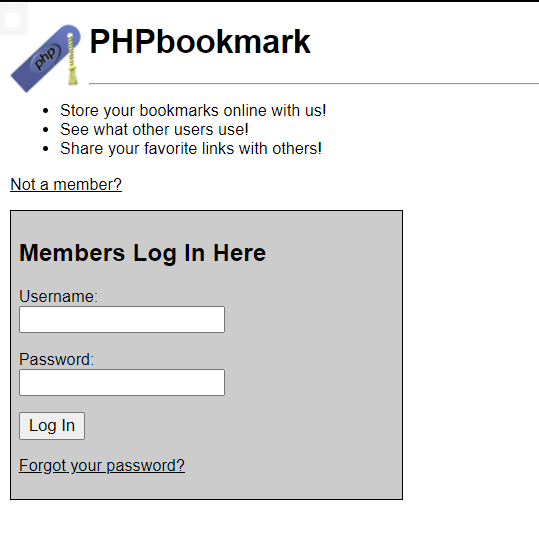 php
PHPbookmark
Store your bookmarks online with us!
See what other users use!
Share your favorite links with others!
Not a member?
Members Log In Here
Username:
Password:
Log In
Forgot your password?